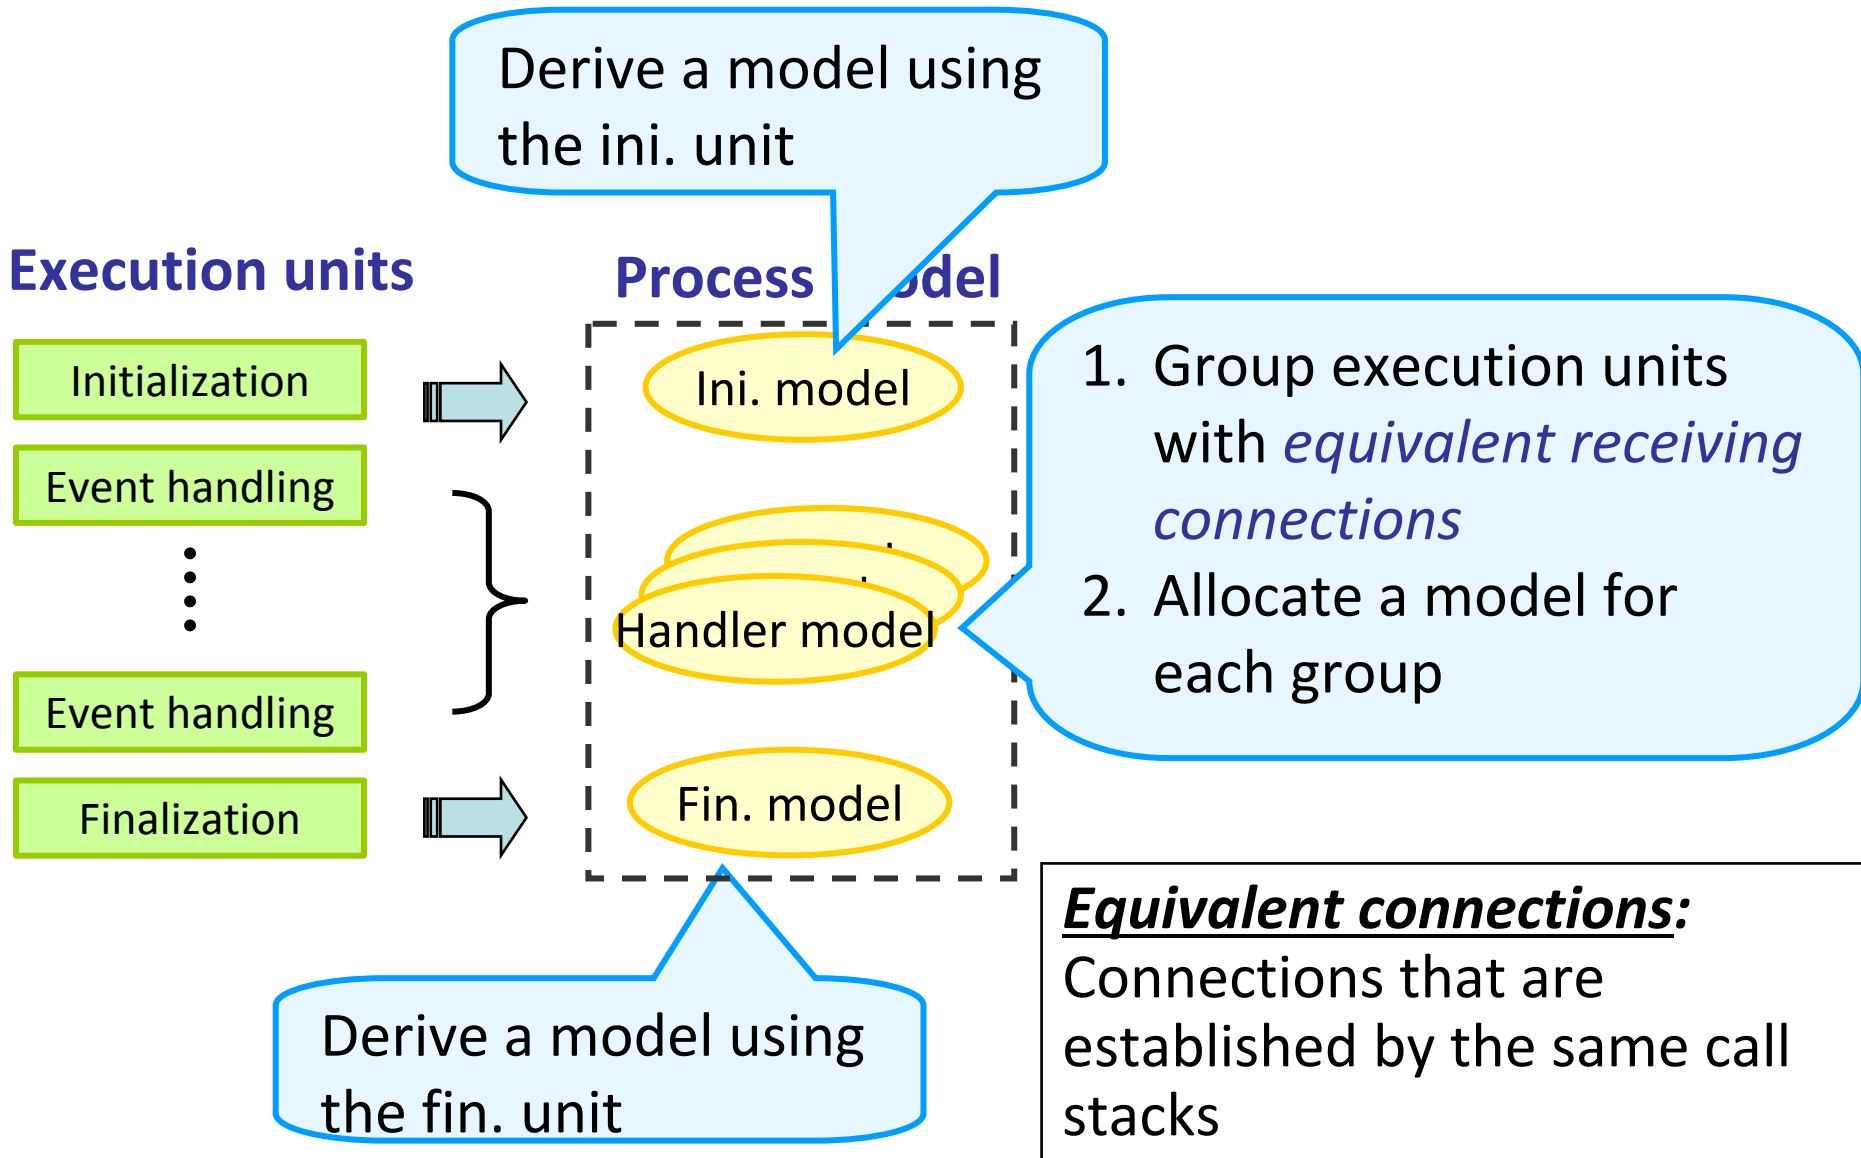 Derive a model using
the ini. unit
Execution units
Process odel
Initialization
Event handling
Event handling
Finalization
Ini. model
Handler model
Fin. model
1. Group execution units
with equivalent receiving
connections
2. Allocate a model for
each group
Derive a model using
the fin. unit
Equivalent connections:
Connections that are
established by the same call
stacks